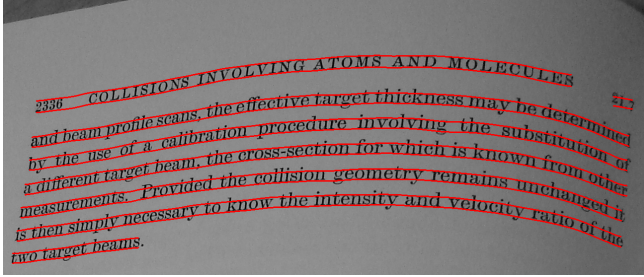 2336 COLLISIONS INVOLVING ATOMS AND MOLECULES 21.7
and beam profile scans, the effective target thickness may be determined
by the use of a calibration procedure involving the substitution of
a different target beam, the cross-section for which is known from other
measurements. Provided the collision geometry remains unchanged it
is then simply necessary to know the intensity and velocity ratio of the
two target beams.